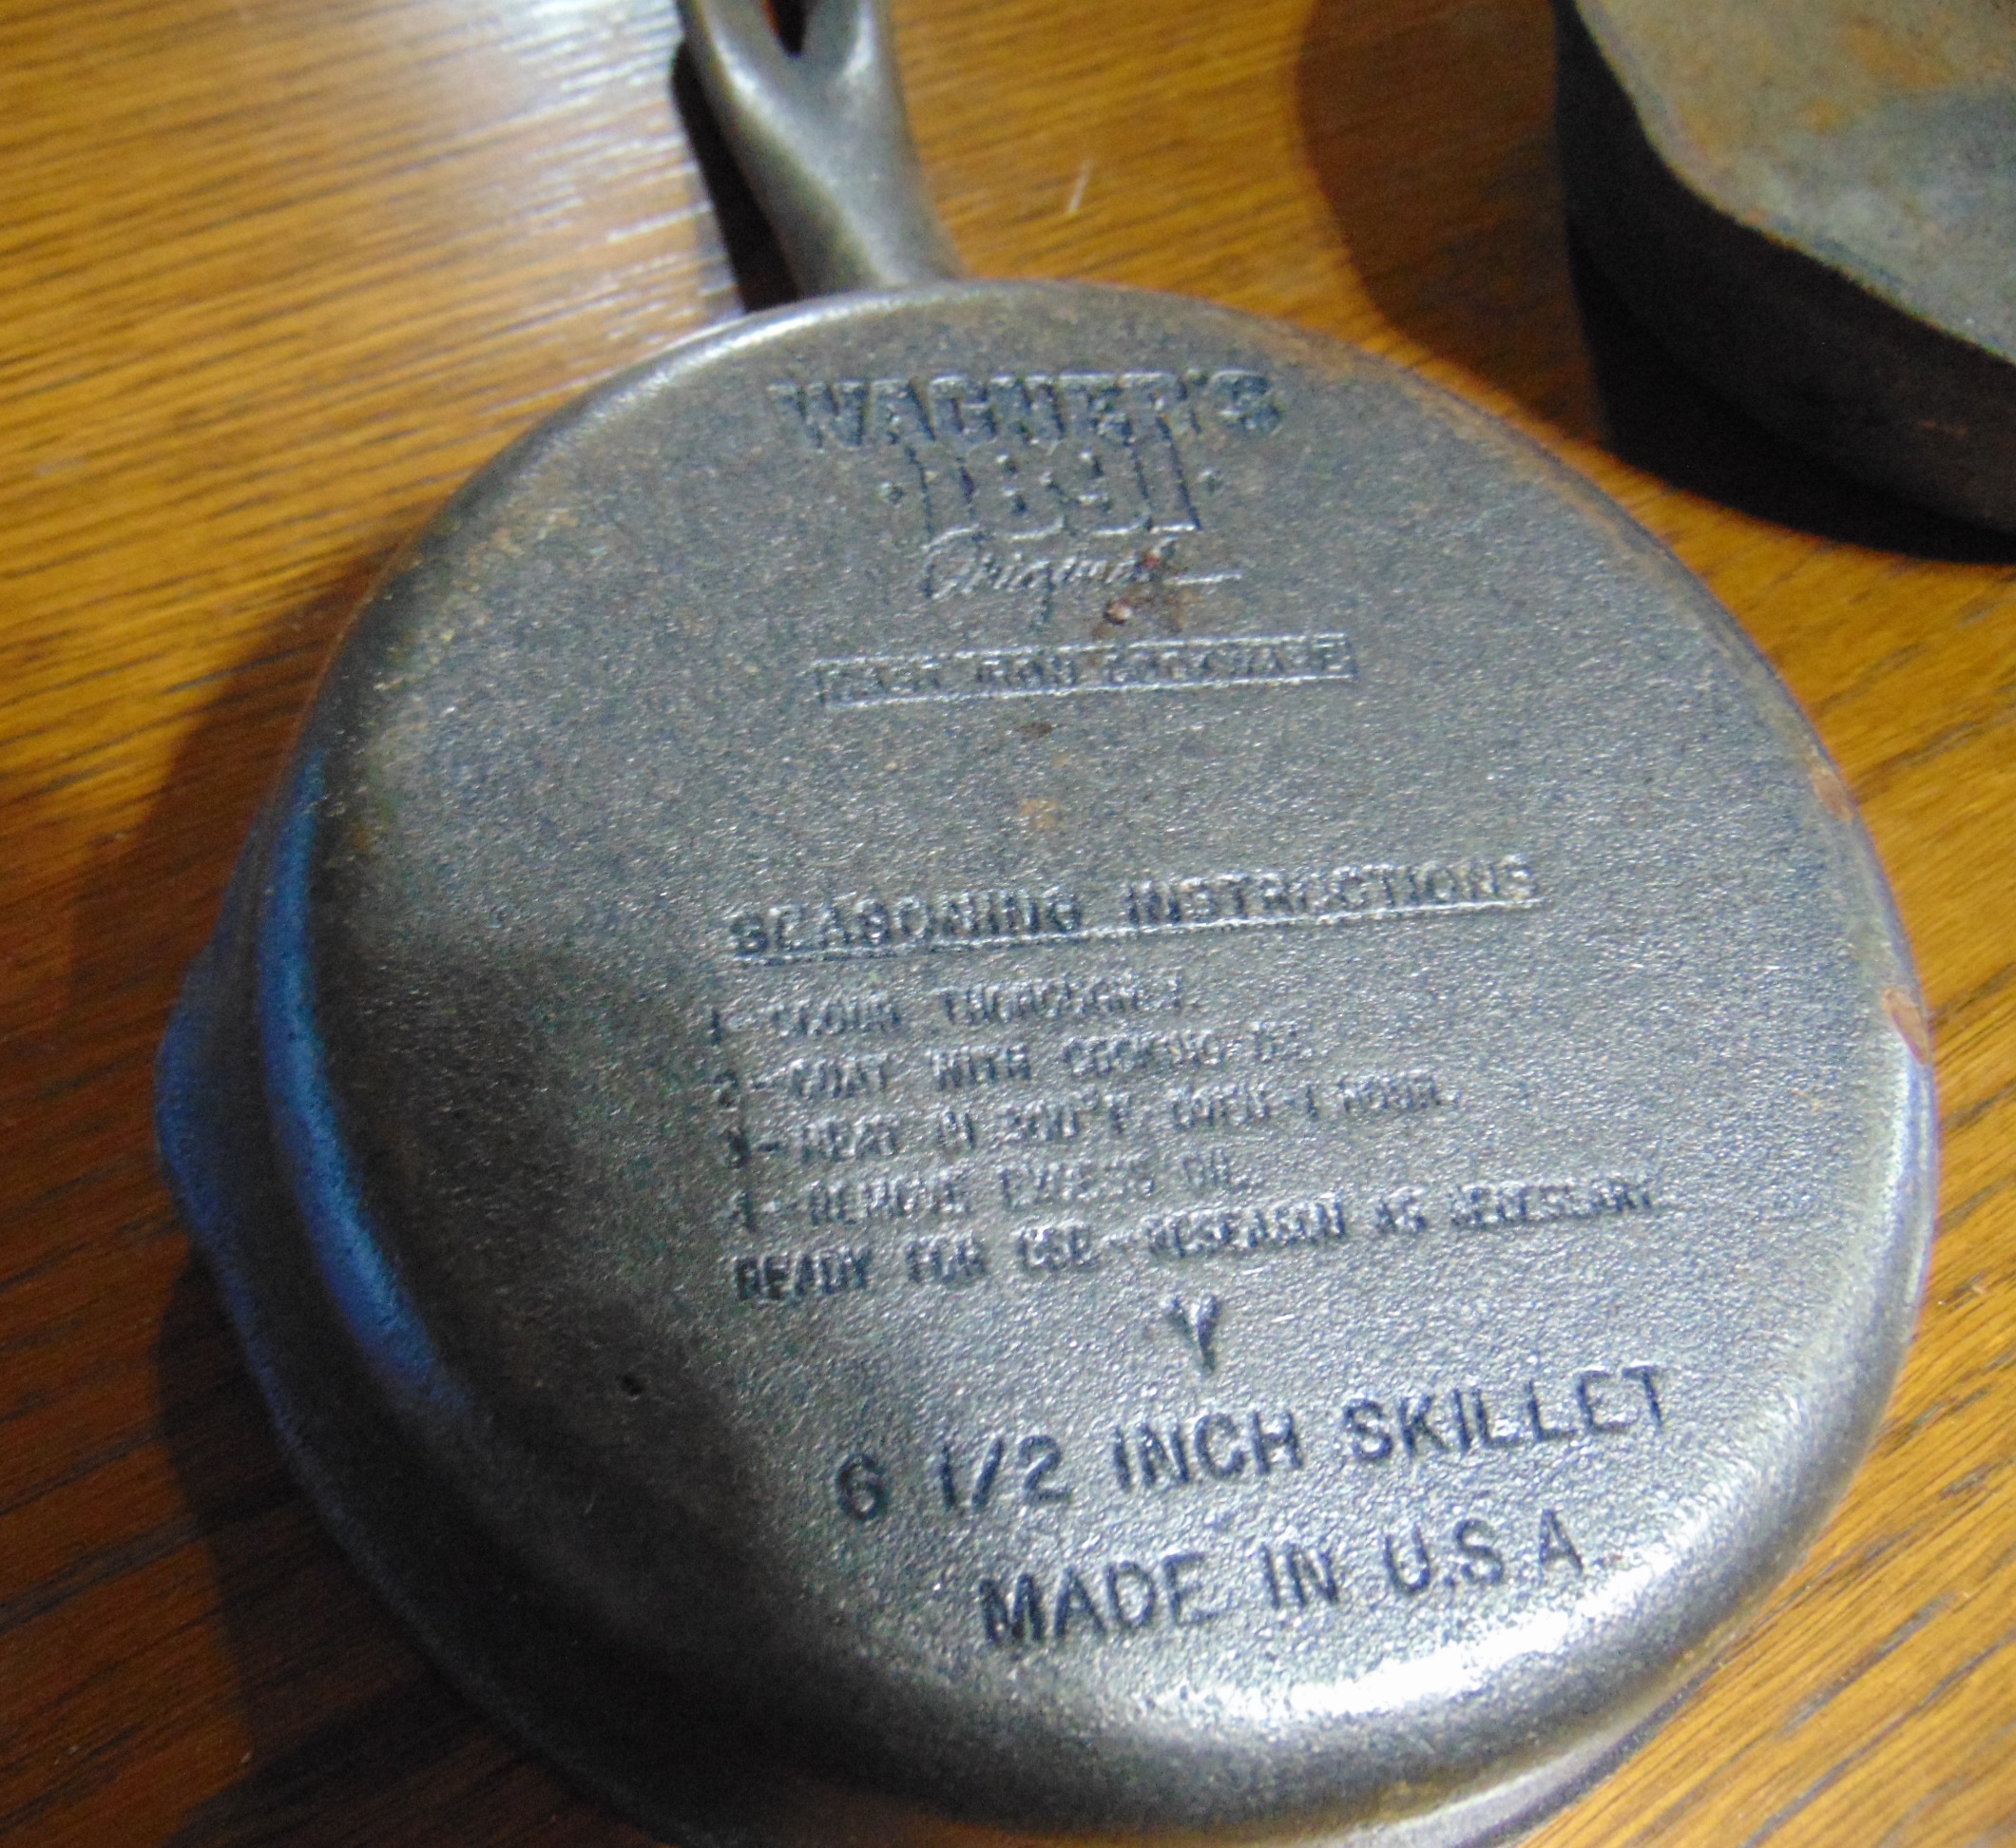 WAGNER'S
·1891·
Original
CAST IRON COOKWARE
SEASONING INSTRUCTIONS
1-SCOUR THOROUGHLY.
2-COAT WITH COOKING OIL.
3-HEAT IN 300°F. OVEN-1 HOUR.
4-REMOVE EXCESS OIL.
READY FOR USE-RESEASON AS NECESSARY.
Y
6 1/2 INCH SKILLET
MADE IN U.S.A